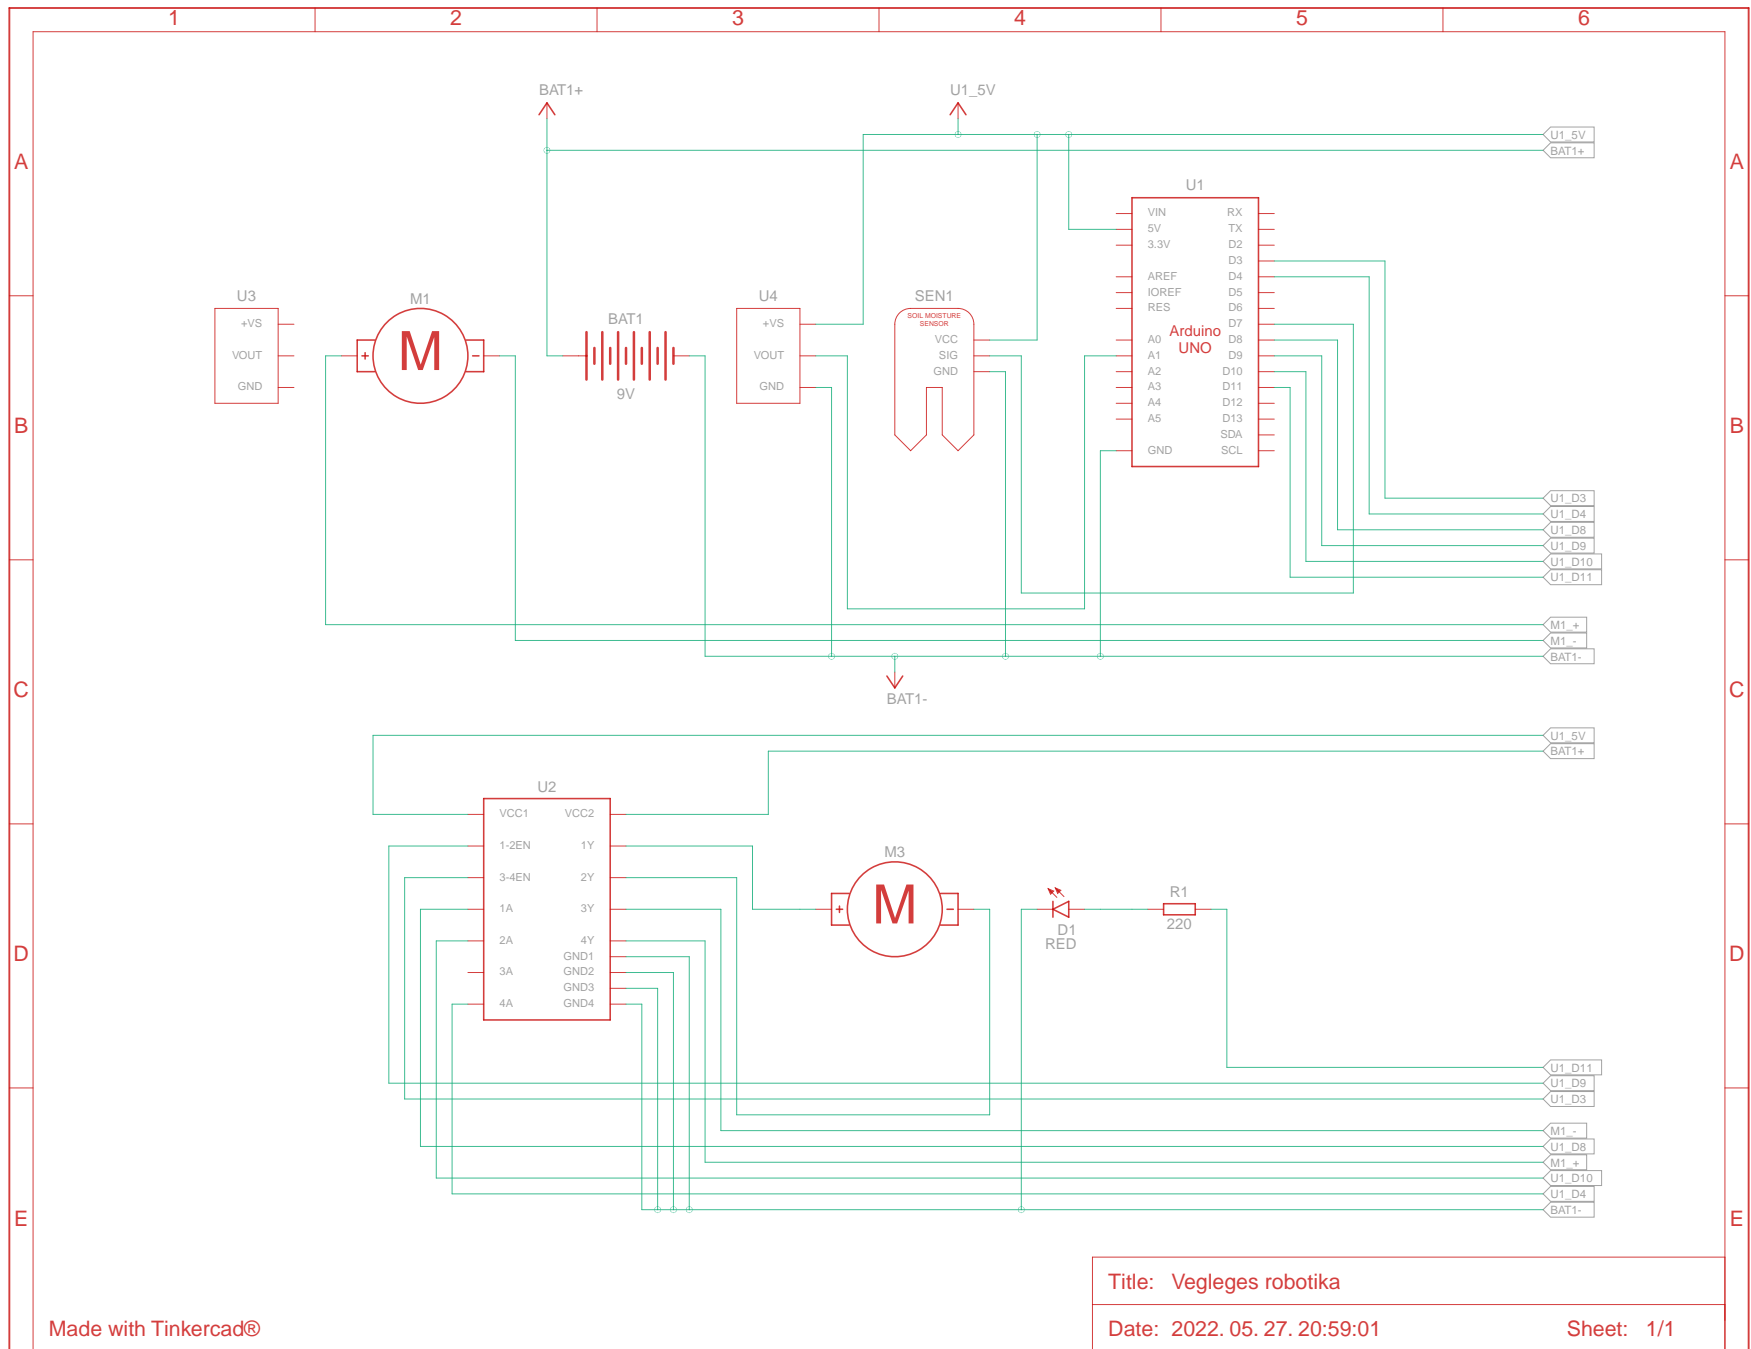 1 2 3 4 5 6
BAT1+ U1_5V
U1_5V
A A
BAT1+
U1
VIN RX
5V TX
3.3V D2
D3
AREF D4
IOREF D5
RES D6
D7
A0 D8
A1 D9
A2 D10
A3 D11
A4 D12
A5 D13
SDA
GND SCL
Arduino
UNO
U3
+VS
VOUT
GND
M1
+ M -
BAT1
9V
U4
+VS
VOUT
GND
SEN1
SOIL MOISTURE
SENSOR
VCC
SIG
GND
B B
U1_D3
U1_D4
U1_D8
U1_D9
U1_D10
U1_D11
M1_+
M1_-
BAT1-
C C
BAT1-
U1_5V
BAT1+
U2
VCC1 VCC2
1-2EN 1Y
3-4EN 2Y
1A 3Y
2A 4Y
GND1
3A GND2
GND3
4A GND4
M3
+ M -
D1
RED
R1
220
D D
U1_D11
U1_D9
U1_D3
M1_-
U1_D8
M1_+
U1_D10
U1_D4
BAT1-
E E
Title: Vegleges robotika
Made with Tinkercad®
Date: 2022. 05. 27. 20:59:01 Sheet: 1/1